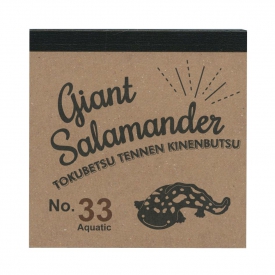 Giant
Salamander
TOKUBETSU TENNEN KINENBUTSU
No. 33
Aquatic